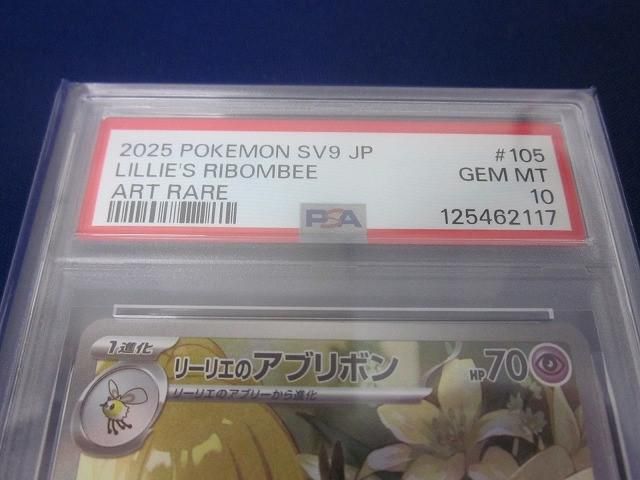 2025 POKEMON SV9 JP #105
LILLIE'S RIBOMBEE GEM MT
ART RARE 10
PSA 125462117
1進化 リーリエのアブリボン HP70
リーリエのアブリーから進化